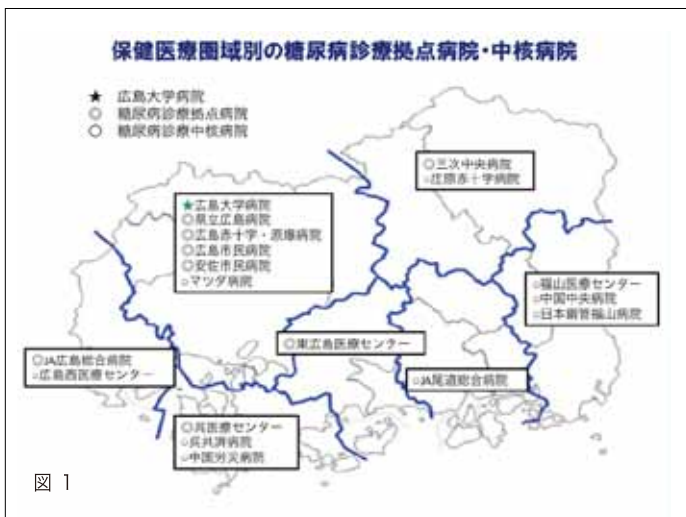 保健医療圏域別の糖尿病診療拠点病院・中核病院
★ 広島大学病院
◎ 糖尿病診療拠点病院
○ 糖尿病診療中核病院
◎三次中央病院
○庄原赤十字病院
★広島大学病院
◎県立広島病院
◎広島赤十字・原爆病院
◎広島市民病院
◎安佐市民病院
○マツダ病院
○福山医療センター
○中国中央病院
○日本鋼管福山病院
◎東広島医療センター
◎JA広島総合病院
○広島西医療センター
○JA尾道総合病院
◎呉医療センター
○呉共済病院
○中国労災病院
図 1